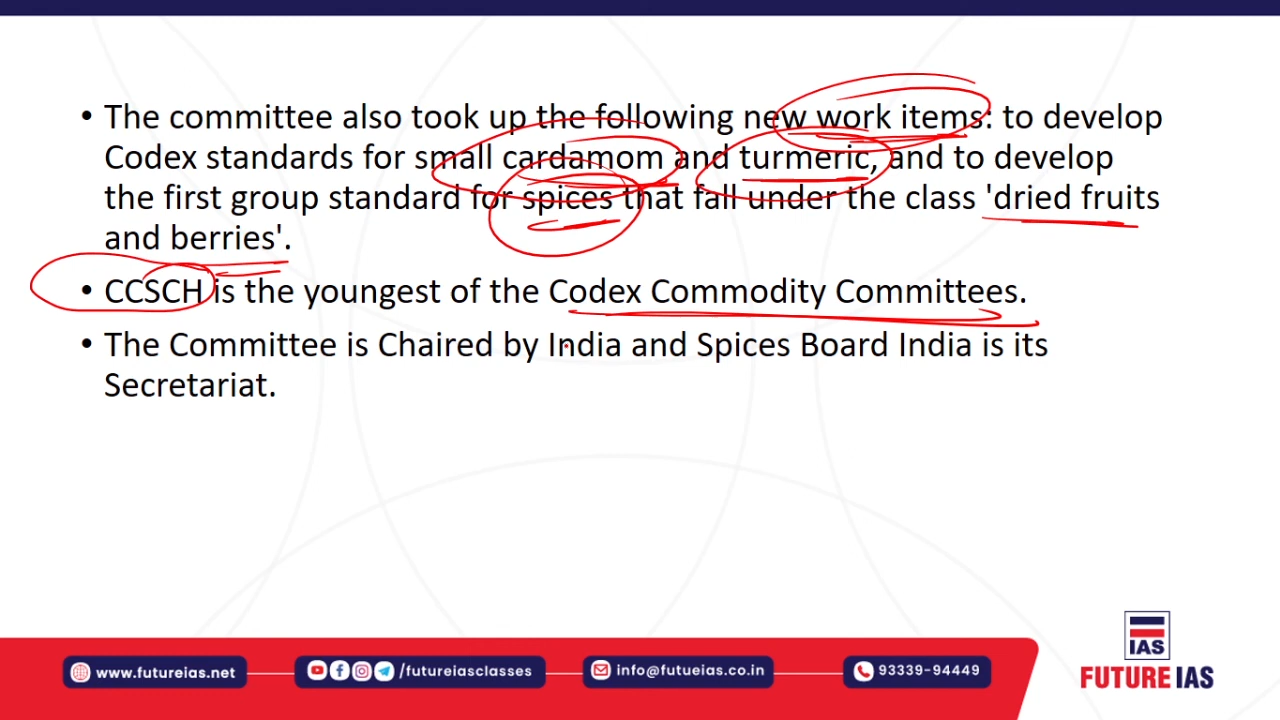 • The committee also took up the following new work items: to develop
Codex standards for small cardamom and turmeric, and to develop
the first group standard for spices that fall under the class 'dried fruits
and berries'.
• CCSCH is the youngest of the Codex Commodity Committees.
• The Committee is Chaired by India and Spices Board India is its
Secretariat.
IAS
FUTURE IAS
www.futureias.net
/futureiasclasses
info@futueias.co.in
93339-94449